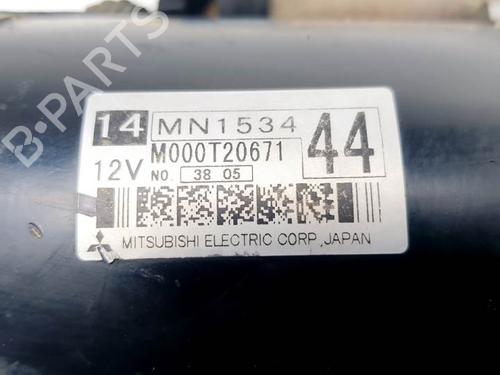 14 MN1534 44
12V M000T20671
NO. 38 05
MITSUBISHI ELECTRIC CORP., JAPAN
B-PARTS